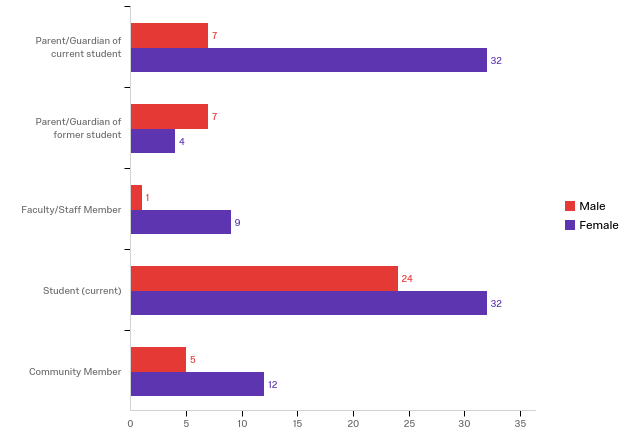 Parent/Guardian of
current student
7
32
Parent/Guardian of
former student
7
4
Faculty/Staff Member
1
9
Student (current)
24
32
Community Member
5
12
0 5 10 15 20 25 30 35
Male
Female